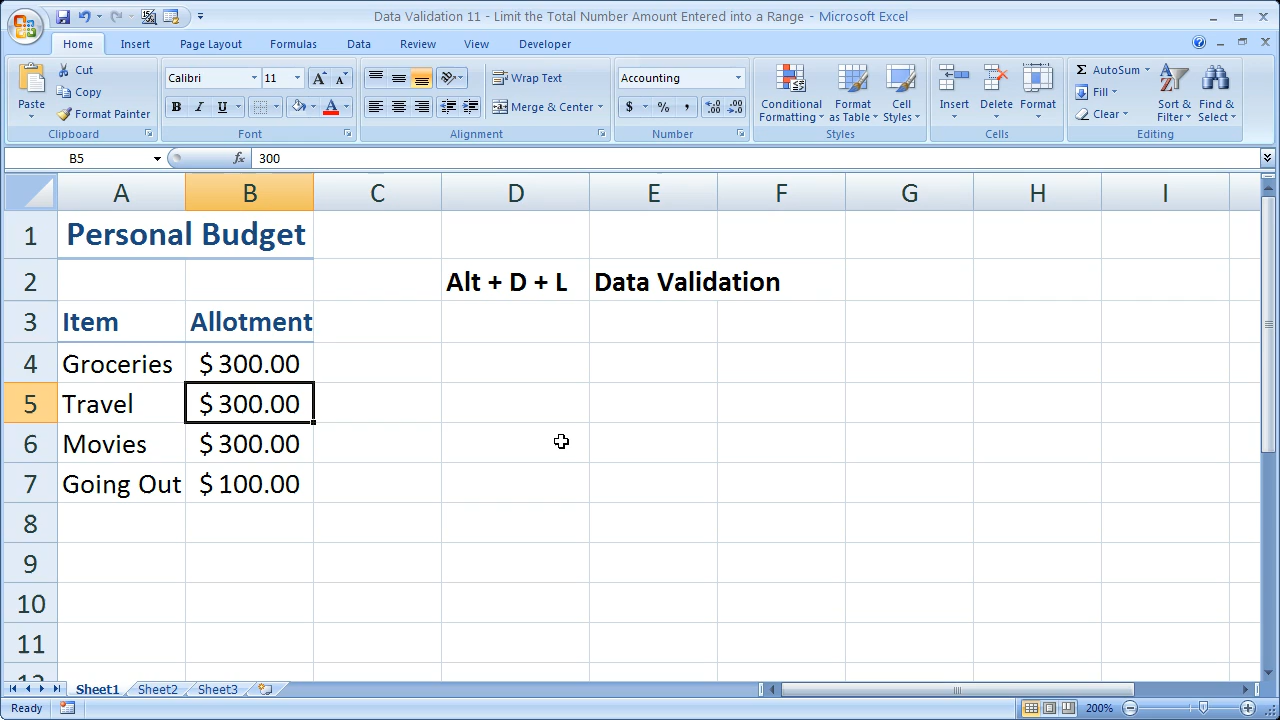 Data Validation 11 - Limit the Total Number Amount Entered into a Range - Microsoft Excel
Home Insert Page Layout Formulas Data Review View Developer
Paste Cut Copy Format Painter Clipboard
Calibri 11 A A B I U A Font
Wrap Text Merge & Center Alignment
Accounting $ % , .0 .00 .00 .0 Number
Conditional Formatting Format as Table Cell Styles Styles
Insert Delete Format Cells
Σ AutoSum Fill Clear Sort & Filter Find & Select Editing
B5 fx 300
A B C D E F G H I
1 Personal Budget
2 Alt + D + L Data Validation
3 Item Allotment
4 Groceries $ 300.00
5 Travel $ 300.00
6 Movies $ 300.00
7 Going Out $ 100.00
8
9
10
11
Sheet1 Sheet2 Sheet3
Ready 200%